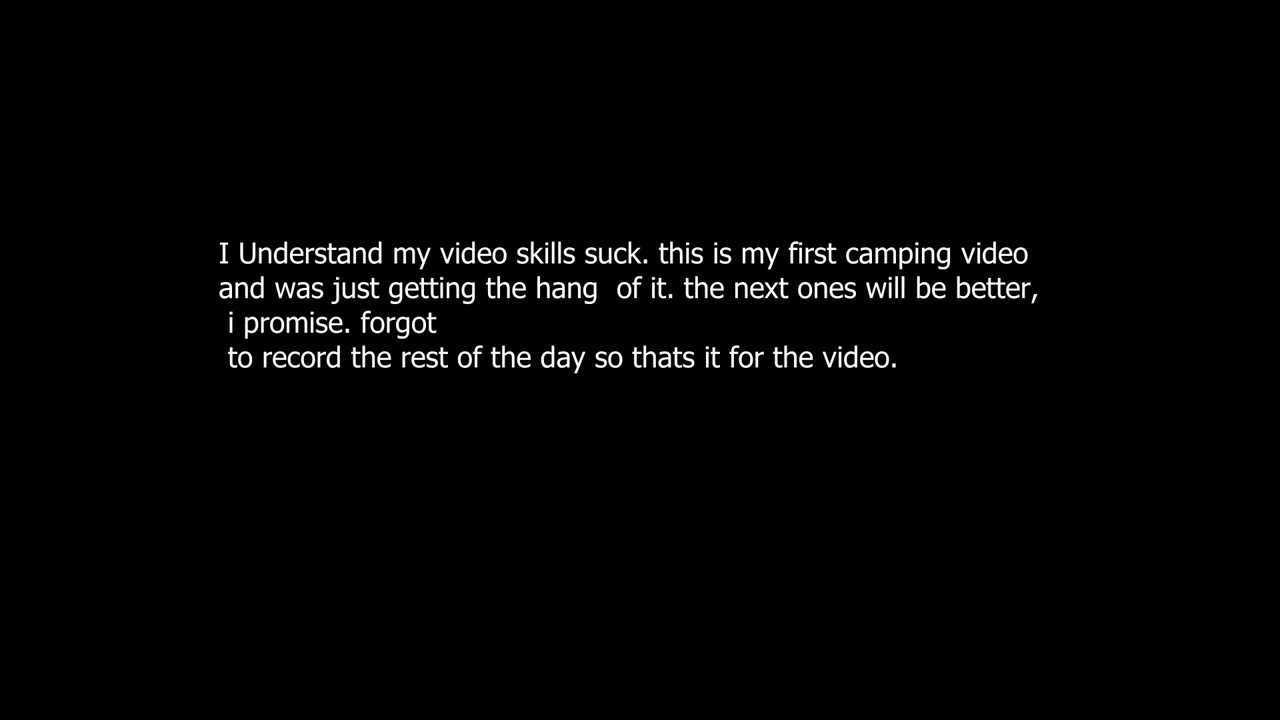 I Understand my video skills suck. this is my first camping video
and was just getting the hang  of it. the next ones will be better,
i promise. forgot
to record the rest of the day so thats it for the video.